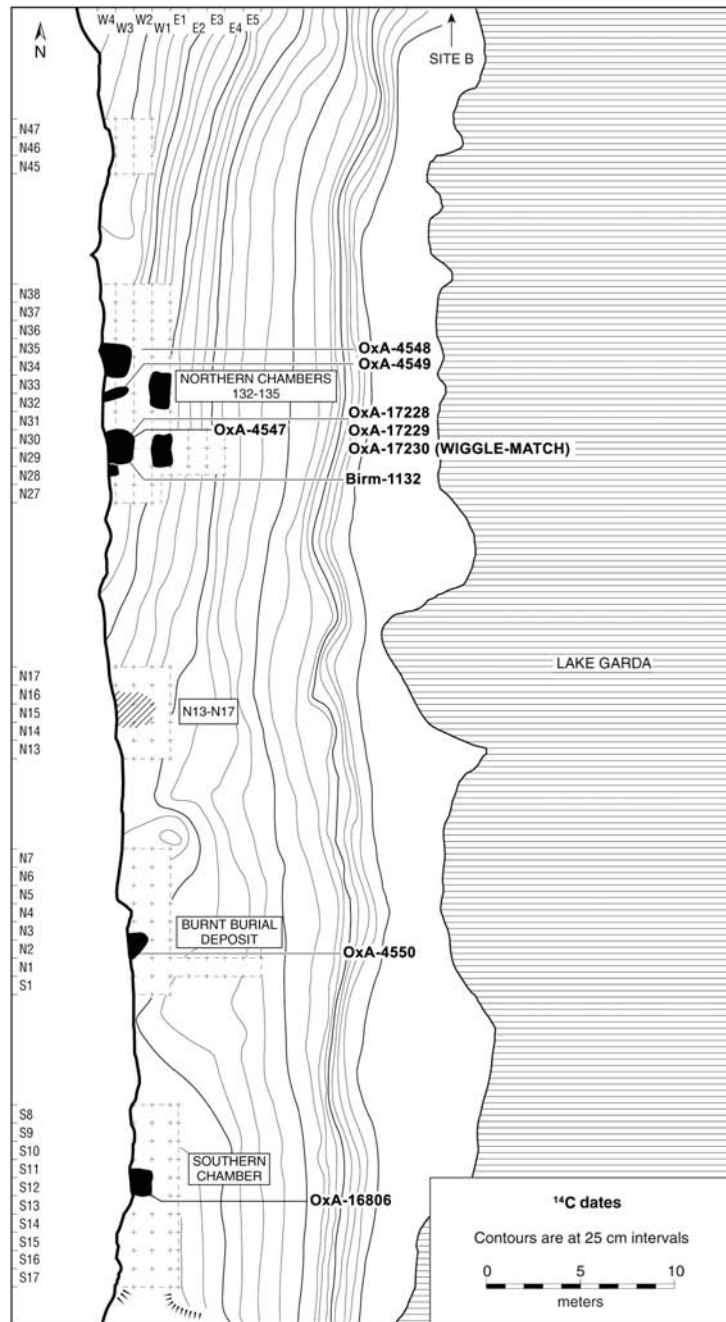 W4 W2 E1 E3 E5
W3 W1 E2 E4
N
SITE B
N47
N46
N45
N38
N37
N36
N35
N34
N33
N32
N31
N30
N29
N28
N27
OxA-4548
OxA-4549
NORTHERN CHAMBERS
132-135
OxA-17228
OxA-4547
OxA-17229
OxA-17230 (WIGGLE-MATCH)
Birm-1132
LAKE GARDA
N17
N16
N15
N14
N13
N13-N17
N7
N6
N5
N4
N3
N2
N1
S1
BURNT BURIAL
DEPOSIT
OxA-4550
S8
S9
S10
S11
S12
S13
S14
S15
S16
S17
SOUTHERN
CHAMBER
OxA-16806
¹⁴C dates
Contours are at 25 cm intervals
0 5 10
meters